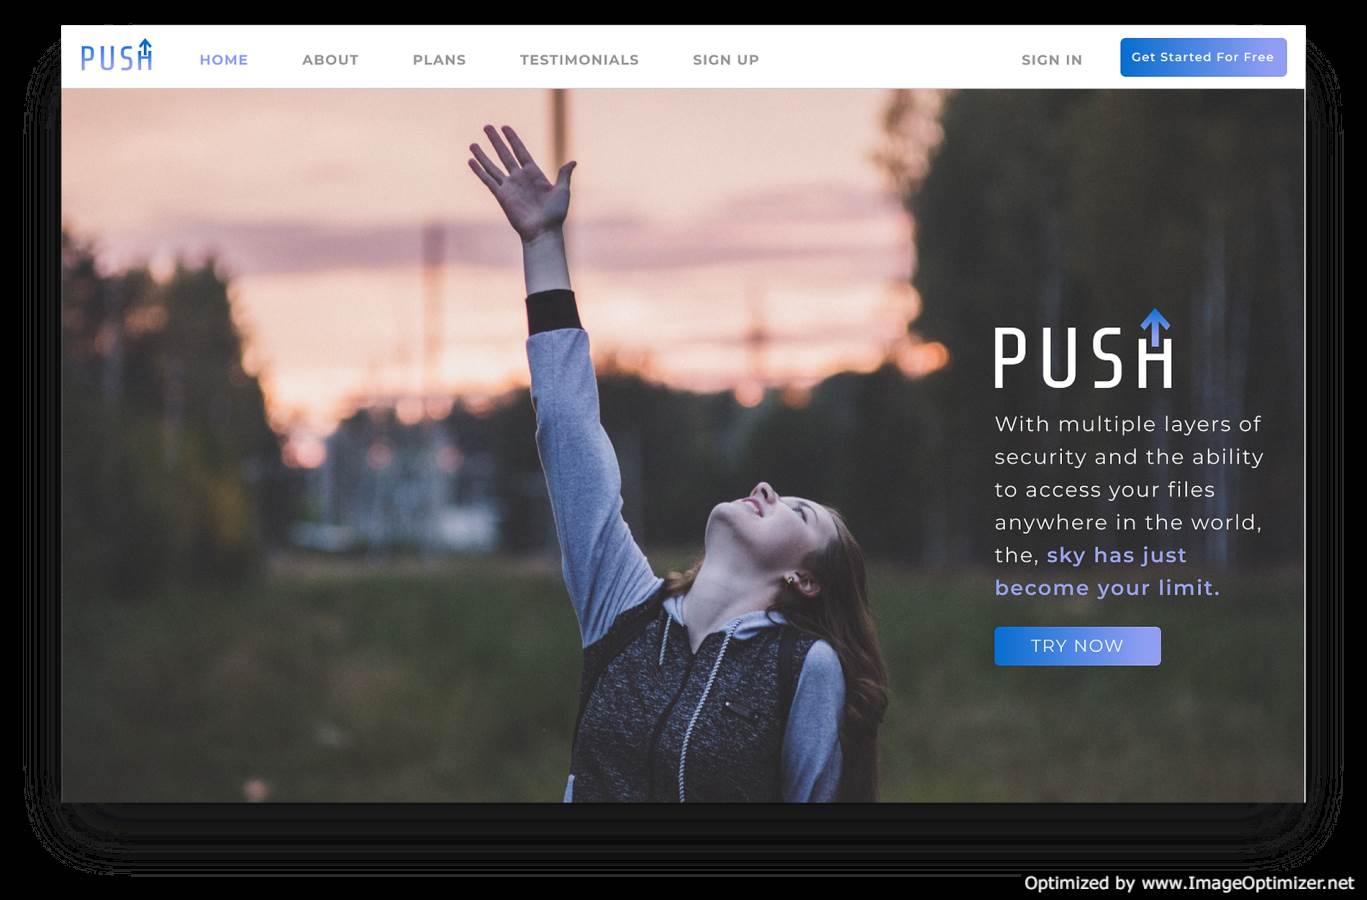 PUSH HOME ABOUT PLANS TESTIMONIALS SIGN UP SIGN IN Get Started For Free
PUSH
With multiple layers of
security and the ability
to access your files
anywhere in the world,
the, sky has just
become your limit.
TRY NOW
Optimized by www.ImageOptimizer.net